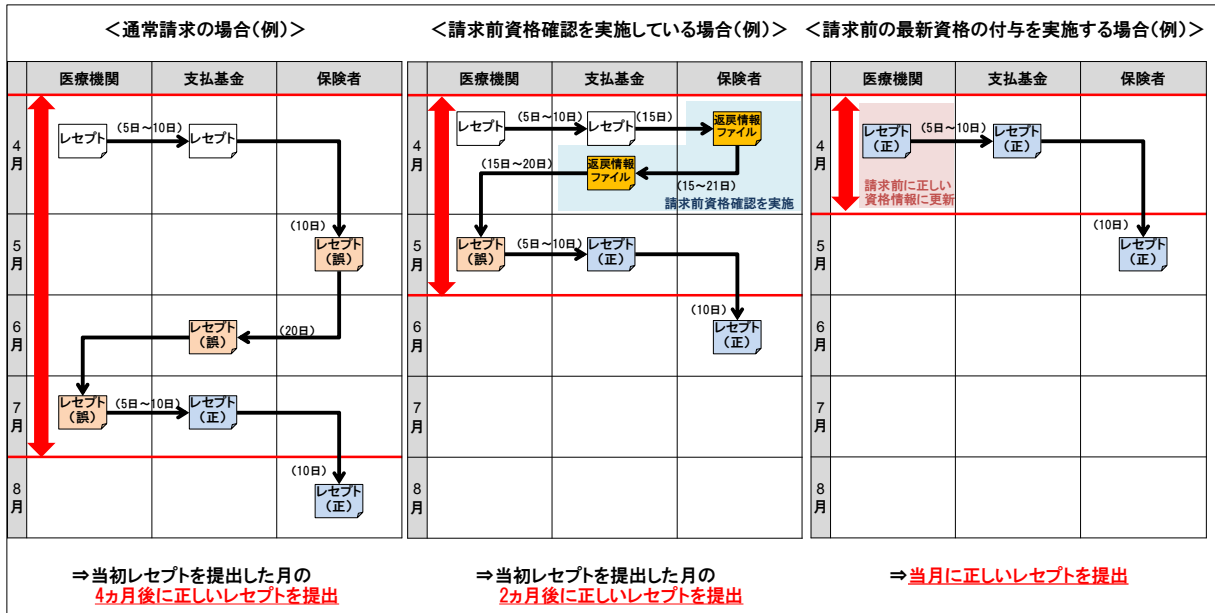 ＜通常請求の場合(例)＞
医療機関
支払基金
保険者
4
月
レセプト
(5日～10日)
レセプト
5
月
(10日)
レセプト
(誤)
6
月
レセプト
(誤)
(20日)
7
月
レセプト
(誤)
(5日～10日)
レセプト
(正)
8
月
(10日)
レセプト
(正)
⇒当初レセプトを提出した月の
4ヵ月後に正しいレセプトを提出
＜請求前資格確認を実施している場合(例)＞
医療機関
支払基金
保険者
4
月
レセプト
(5日～10日)
レセプト
(15日)
返戻情報
ファイル
(15日～20日)
返戻情報
ファイル
(15～21日)
請求前資格確認を実施
5
月
レセプト
(誤)
(5日～10日)
レセプト
(正)
6
月
(10日)
レセプト
(正)
7
月
8
月
⇒当初レセプトを提出した月の
2ヵ月後に正しいレセプトを提出
＜請求前の最新資格の付与を実施する場合(例)＞
医療機関
支払基金
保険者
4
月
レセプト
(正)
(5日～10日)
レセプト
(正)
請求前に正しい
資格情報に更新
5
月
(10日)
レセプト
(正)
6
月
7
月
8
月
⇒当月に正しいレセプトを提出